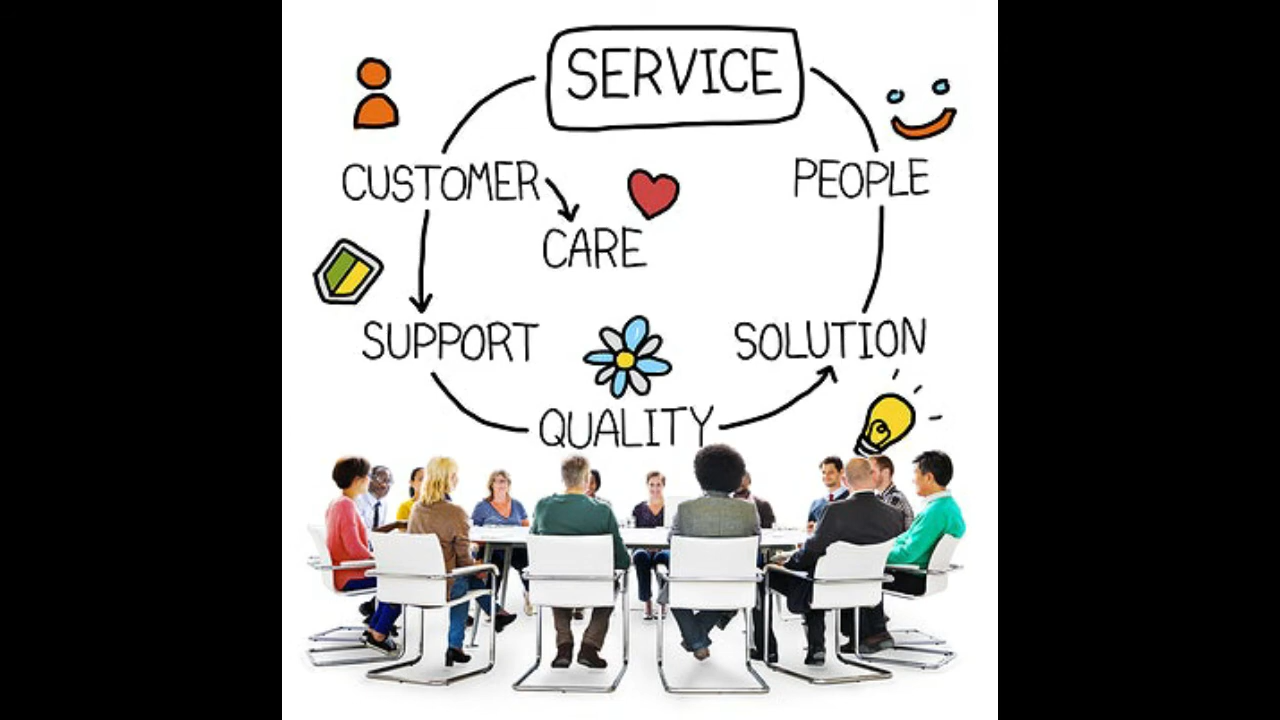 SERVICE
CUSTOMER
PEOPLE
CARE
SUPPORT
SOLUTION
QUALITY